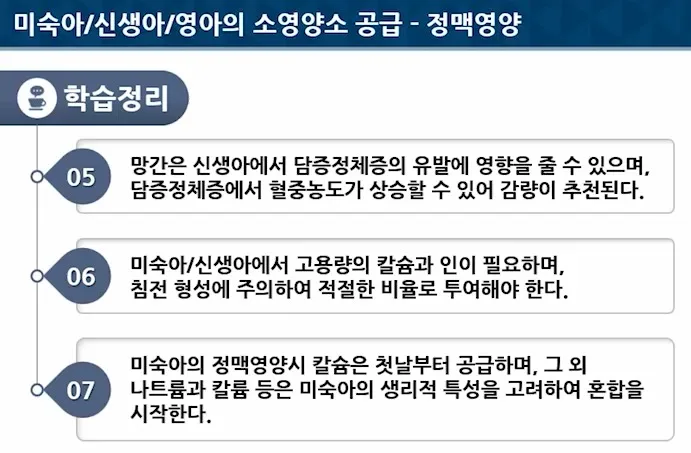 미숙아/신생아/영아의 소영양소 공급 - 정맥영양
학습정리
05
망간은 신생아에서 담증정체증의 유발에 영향을 줄 수 있으며,
담증정체증에서 혈중농도가 상승할 수 있어 감량이 추천된다.
06
미숙아/신생아에서 고용량의 칼슘과 인이 필요하며,
침전 형성에 주의하여 적절한 비율로 투여해야 한다.
07
미숙아의 정맥영양시 칼슘은 첫날부터 공급하며, 그 외
나트륨과 칼륨 등은 미숙아의 생리적 특성을 고려하여 혼합을
시작한다.